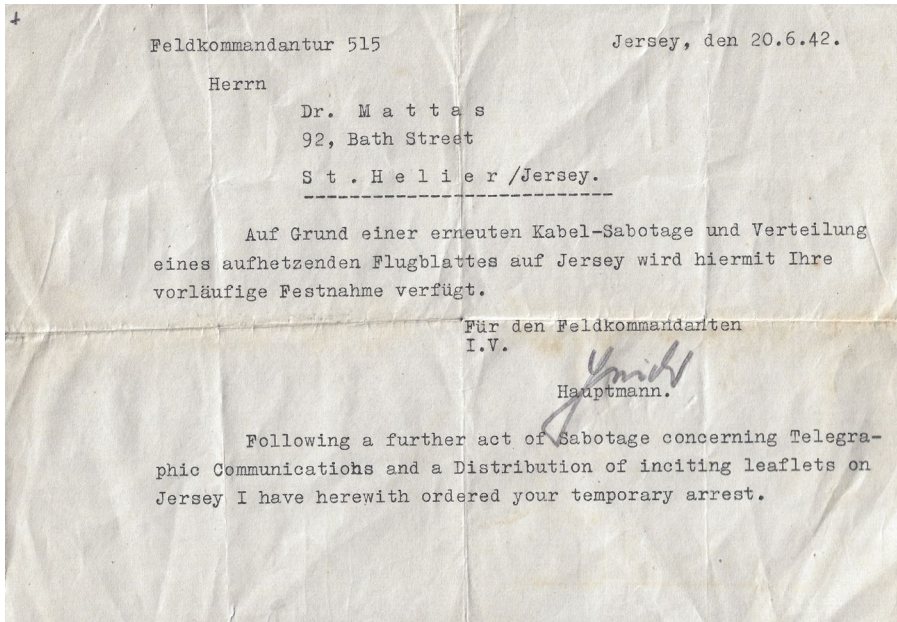 Feldkommandantur 515
Jersey, den 20.6.42.
Herrn
Dr. M a t t a s
92, Bath Street
S t . H e l i e r /Jersey.
Auf Grund einer erneuten Kabel-Sabotage und Verteilung
eines aufhetzenden Flugblattes auf Jersey wird hiermit Ihre
vorläufige Festnahme verfügt.
Für den Feldkommandanten
I.V.
Hauptmann.
Following a further act of Sabotage concerning Telegra-
phic Communications and a Distribution of inciting leaflets on
Jersey I have herewith ordered your temporary arrest.